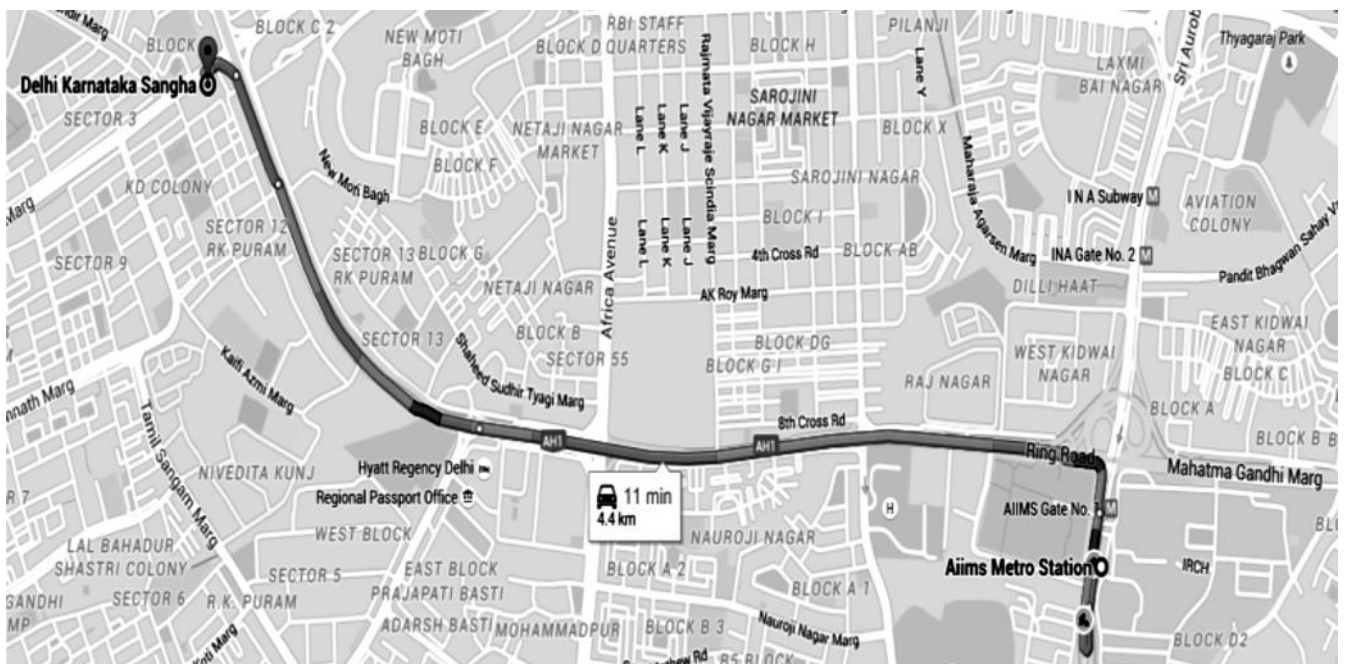 BLOCK
BLOCK C 2
Delhi Karnataka Sangha
SECTOR 3
KD COLONY
Marg
SECTOR 9
SECTOR 12
RK PURAM
NEW MOTI
BAGH
New Moti Bagh
BLOCK E
BLOCK F
SECTOR 13
RK PURAM
BLOCK G
NETAJI NAGAR
MARKET
NETAJI NAGAR
BLOCK B
SECTOR 55
SECTOR 13
Shaheed Sudhir Tyagi Marg
Kaifi Azmi Marg
Tamil Sangam Marg
NIVEDITA KUNJ
Africa Avenue
RBI STAFF
BLOCK D QUARTERS
Lane L
Lane K
Lane J
Lane L
Lane K
Lane J
Rajmata Vijayraje Scindia Marg
BLOCK H
SAROJINI
NAGAR MARKET
SAROJINI NAGAR
BLOCK I
4th Cross Rd
AK Roy Marg
BLOCK AB
BLOCK DG
BLOCK G I
8th Cross Rd
PILANJI
Lane Y
BLOCK X
Maharaja Agarsen Marg
LAXMI
BAI NAGAR
Thyagaraj Park
I N A Subway
M
AVIATION
COLONY
INA Gate No. 2
M
Pandit Bhagwan Sahay
DILLI HAAT
EAST KIDWAI
NAGAR
WEST KIDWAI
NAGAR
BLOCK C
RAJ NAGAR
BLOCK A
BLOCK B
Mahatma Gandhi Marg
Ring Road
AH1
AH1
11 min
4.4 km
Hyatt Regency Delhi
Regional Passport Office
WEST BLOCK
LAL BAHADUR
SHASTRI COLONY
SECTOR 5
SECTOR 6
R.K. PURAM
GANDHI
EAST BLOCK
PRAJAPATI BASTI
ADARSH BASTI
MOHAMMADPUR
NAUROJI NAGAR
BLOCK A 2
BLOCK A 1
BLOCK B 3
Nauroji Nagar Marg
H
AIIMS Gate No.
M
Aiims Metro Station
IRCH
BLOCK D2